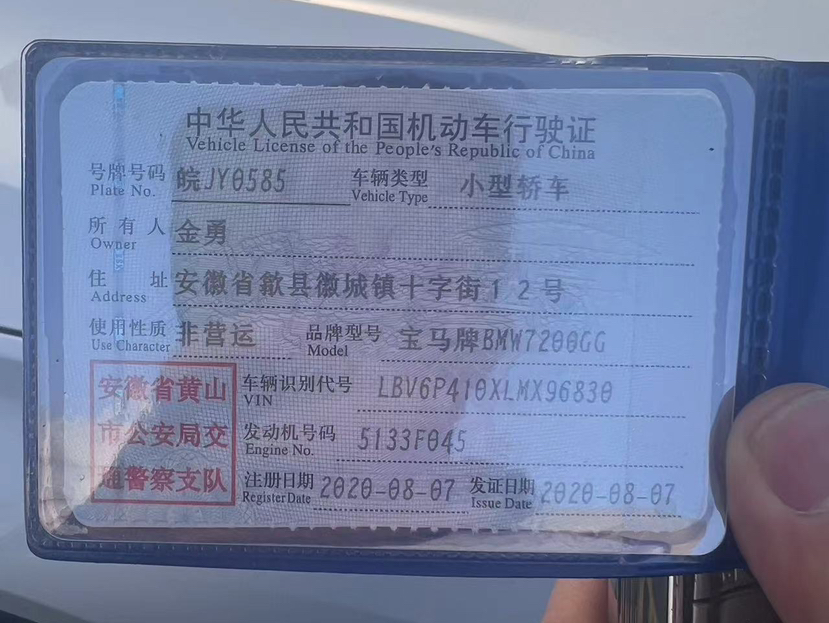 中华人民共和国机动车行驶证
Vehicle License of the People's Republic of China
号牌号码 皖JY0585 车辆类型 小型轿车
Plate No. Vehicle Type
所有人 金勇
Owner
住址 安徽省歙县徽城镇十字街12号
Address
使用性质 非营运 品牌型号 宝马牌BMW7200GG
Use Character Model
安徽省黄山
市公安局交
通警察支队
车辆识别代号 LBV6P410XLMX96830
VIN
发动机号码 5133F045
Engine No.
注册日期 2020-08-07 发证日期 2020-08-07
Register Date Issue Date